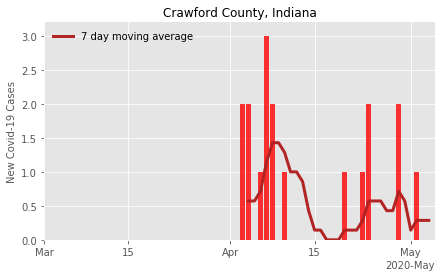 Crawford County, Indiana
7 day moving average
New Covid-19 Cases
3.0
2.5
2.0
1.5
1.0
0.5
0.0
Mar 15 Apr 15 May
2020-May